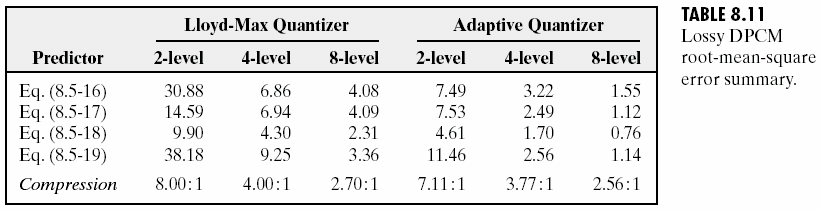 Lloyd-Max Quantizer Adaptive Quantizer
Predictor 2-level 4-level 8-level 2-level 4-level 8-level
Eq. (8.5-16) 30.88 6.86 4.08 7.49 3.22 1.55
Eq. (8.5-17) 14.59 6.94 4.09 7.53 2.49 1.12
Eq. (8.5-18) 9.90 4.30 2.31 4.61 1.70 0.76
Eq. (8.5-19) 38.18 9.25 3.36 11.46 2.56 1.14
Compression 8.00:1 4.00:1 2.70:1 7.11:1 3.77:1 2.56:1
TABLE 8.11
Lossy DPCM
root-mean-square
error summary.